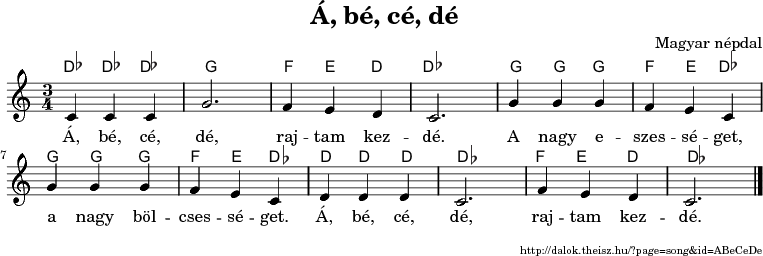 Á, bé, cé, dé
Magyar népdal
D♭ D♭ D♭ G F E D D♭ G G G F E D♭
3 4
Á, bé, cé, dé, raj - tam kez - dé. A nagy e - szes - sé - get,
7 G G G F E D♭ D D D D♭ F E D D♭
a nagy böl - cses - sé - get. Á, bé, cé, dé, raj - tam kez - dé.
http://dalok.theisz.hu/?page=song&id=ABeCeDe